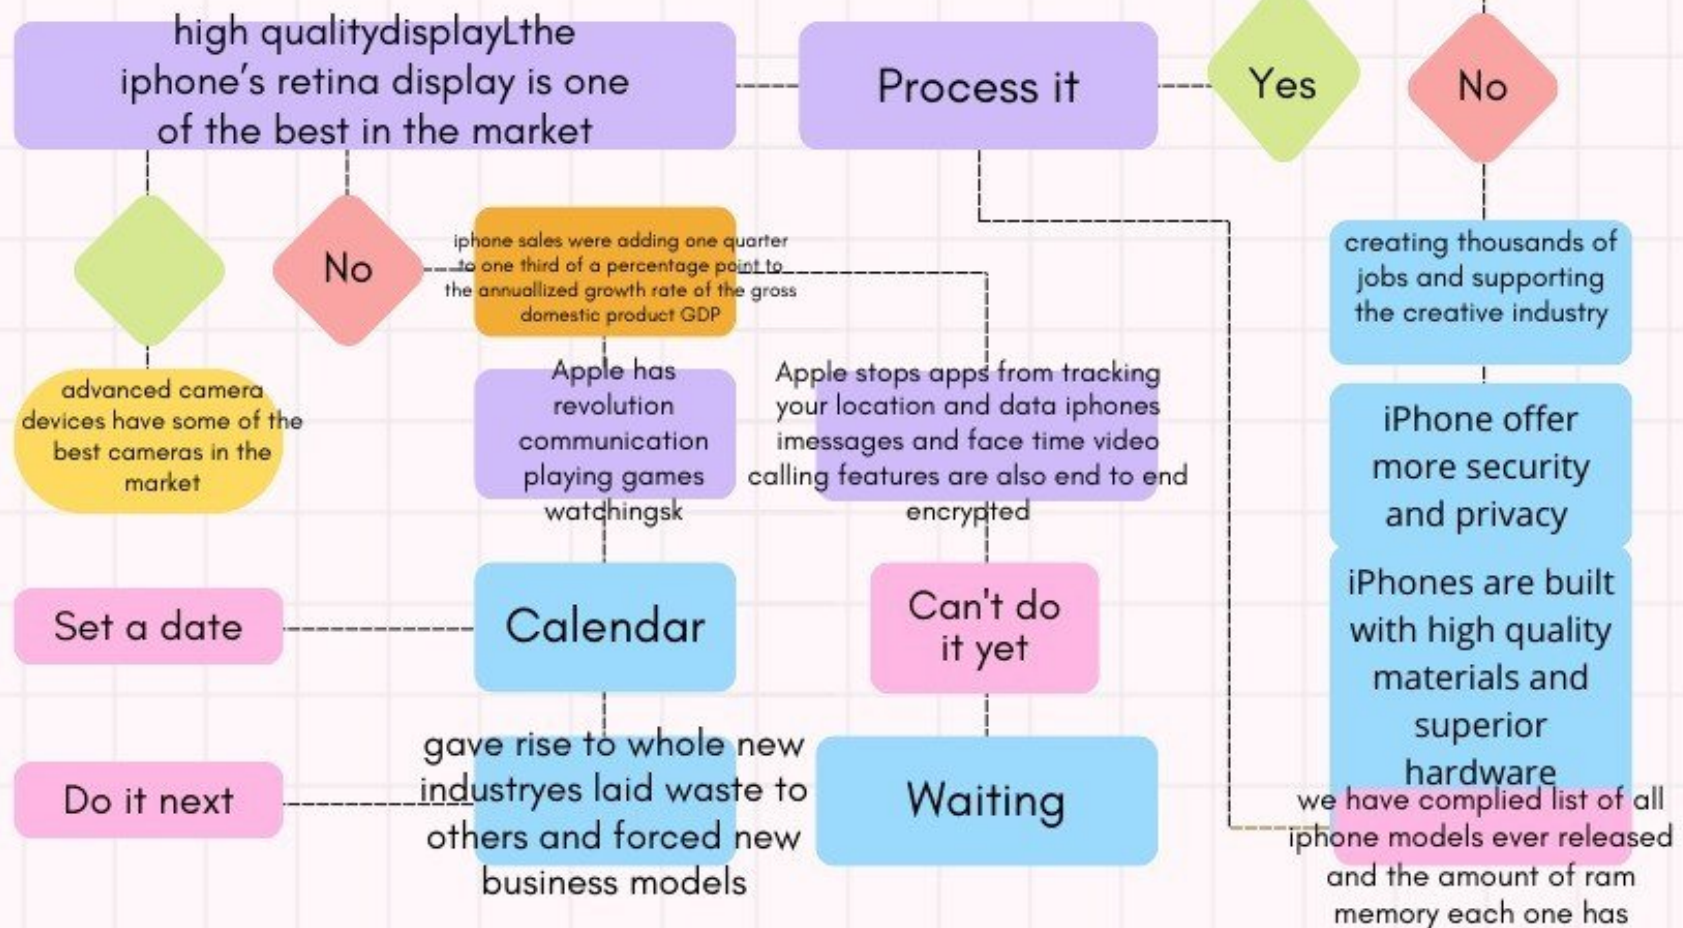 high qualitydisplayLthe
iphone's retina display is one
of the best in the market
Process it
Yes
No
No
iphone sales were adding one quarter
to one third of a percentage point to
the annuallized growth rate of the gross
domestic product GDP
creating thousands of
jobs and supporting
the creative industry
advanced camera
devices have some of the
best cameras in the
market
Apple has
revolution
communication
playing games
watchingsk
Apple stops apps from tracking
your location and data iphones
imessages and face time video
calling features are also end to end
encrypted
iPhone offer
more security
and privacy
Set a date
Calendar
Can't do
it yet
iPhones are built
with high quality
materials and
superior
hardware
Do it next
gave rise to whole new
industryes laid waste to
others and forced new
business models
Waiting
we have complied list of all
iphone models ever released
and the amount of ram
memory each one has